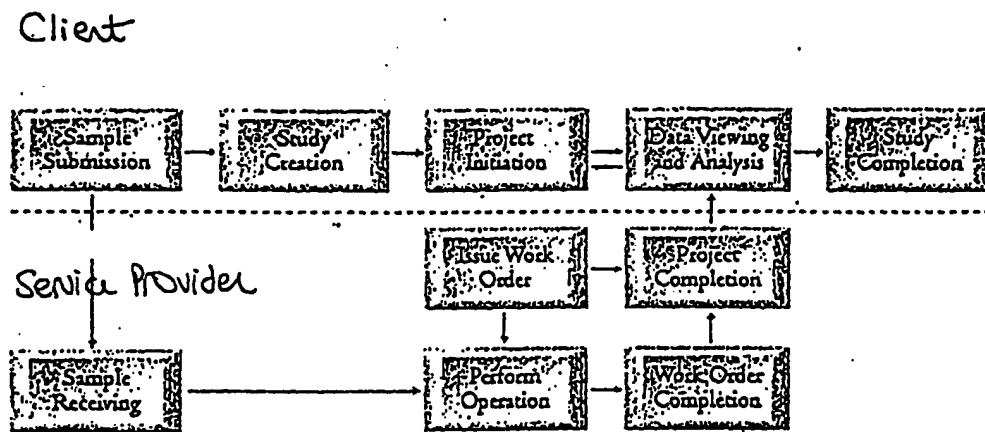 Client
Sample
Submission
Study
Creation
Project
Initiation
Data Viewing
and Analysis
Study
Completion
Issue Work
Order
Project
Completion
Service Provider
Sample
Receiving
Perform
Operation
Work Order
Completion